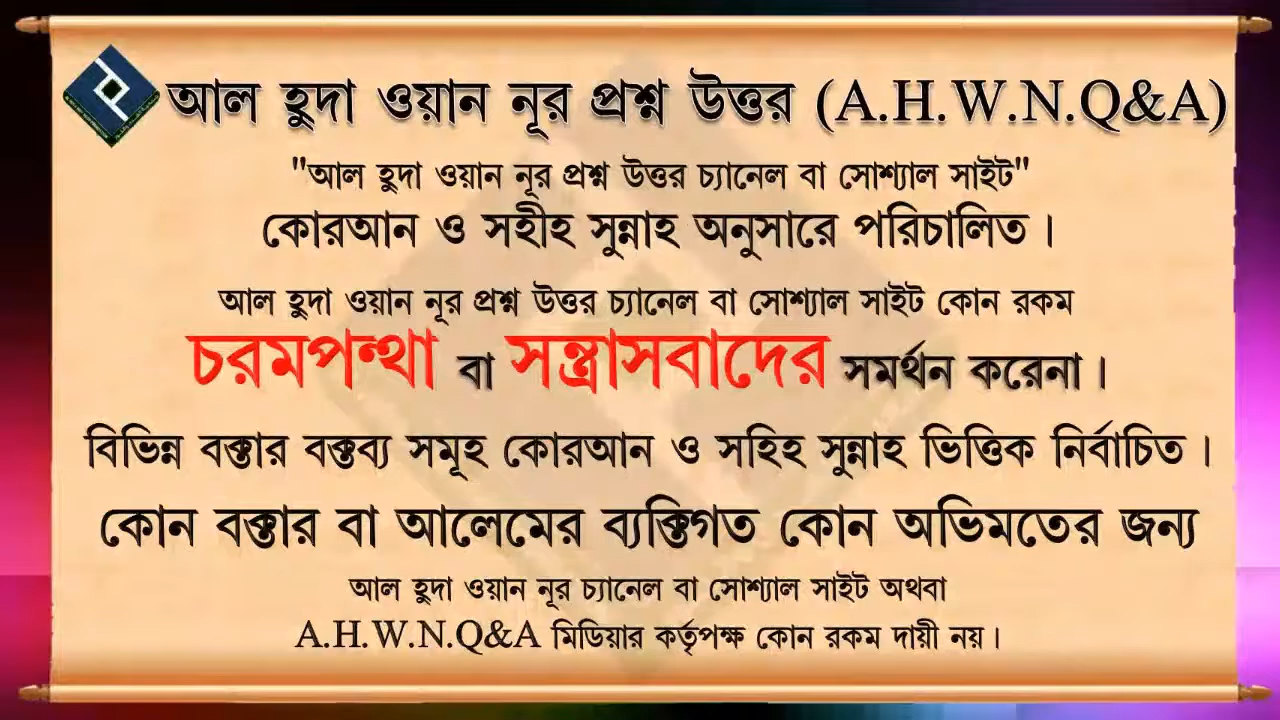 আল হুদা ওয়ান নূর প্রশ্ন উত্তর (A.H.W.N.Q&A)
"আল হুদা ওয়ান নূর প্রশ্ন উত্তর চ্যানেল বা সোশ্যাল সাইট"
কোরআন ও সহীহ সুন্নাহ অনুসারে পরিচালিত।
আল হুদা ওয়ান নূর প্রশ্ন উত্তর চ্যানেল বা সোশ্যাল সাইট কোন রকম
চরমপন্থা বা সন্ত্রাসবাদের সমর্থন করেনা।
বিভিন্ন বক্তার বক্তব্য সমূহ কোরআন ও সহিহ সুন্নাহ ভিত্তিক নির্বাচিত।
কোন বক্তার বা আলেমের ব্যক্তিগত কোন অভিমতের জন্য
আল হুদা ওয়ান নূর চ্যানেল বা সোশ্যাল সাইট অথবা
A.H.W.N.Q&A মিডিয়ার কর্তৃপক্ষ কোন রকম দায়ী নয়।